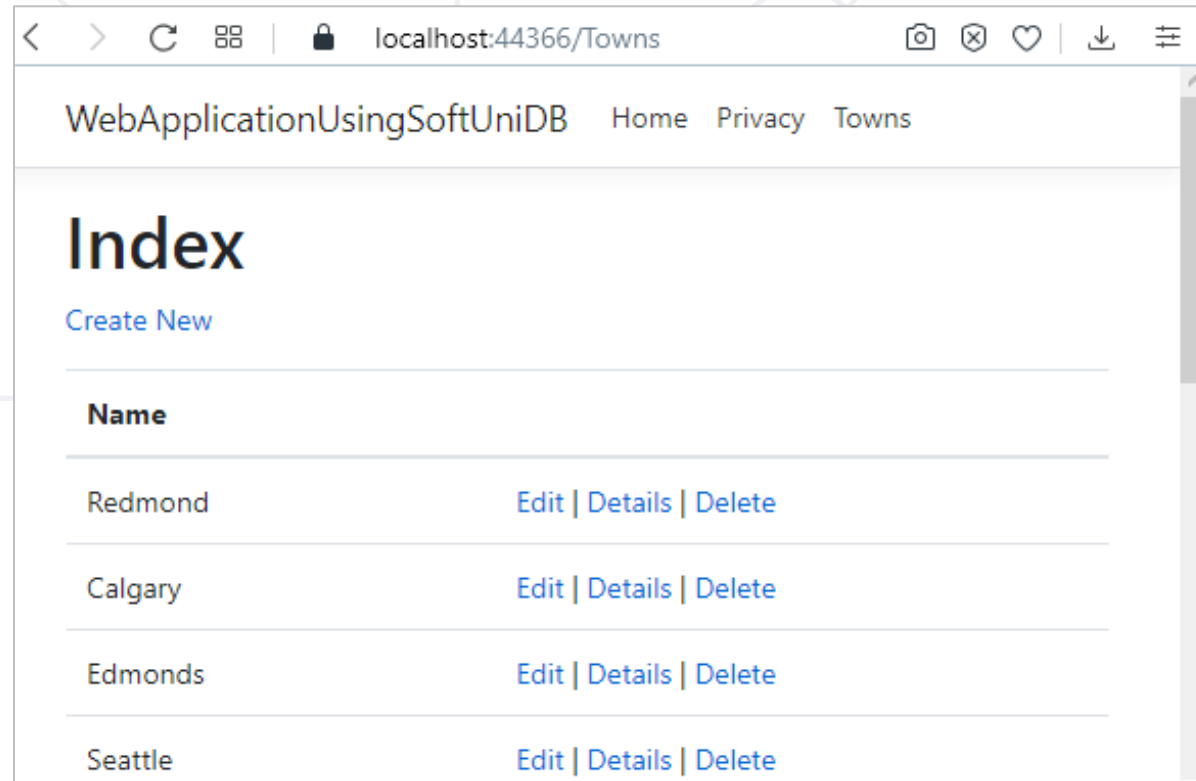 localhost:44366/Towns
WebApplicationUsingSoftUniDB Home Privacy Towns
Index
Create New
Name
Redmond Edit | Details | Delete
Calgary Edit | Details | Delete
Edmonds Edit | Details | Delete
Seattle Edit | Details | Delete